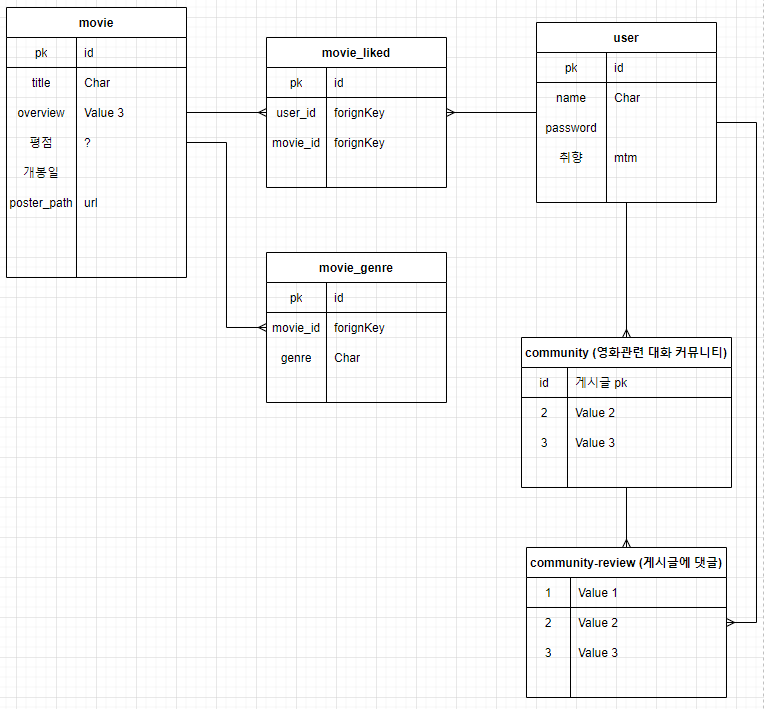 movie
pk id
title Char
overview Value 3
평점 ?
개봉일
poster_path url
movie_liked
pk id
user_id forignKey
movie_id forignKey
movie_genre
pk id
movie_id forignKey
genre Char
user
pk id
name Char
password
취향 mtm
community (영화관련 대화 커뮤니티)
id 게시글 pk
2 Value 2
3 Value 3
community-review (게시글에 댓글)
1 Value 1
2 Value 2
3 Value 3